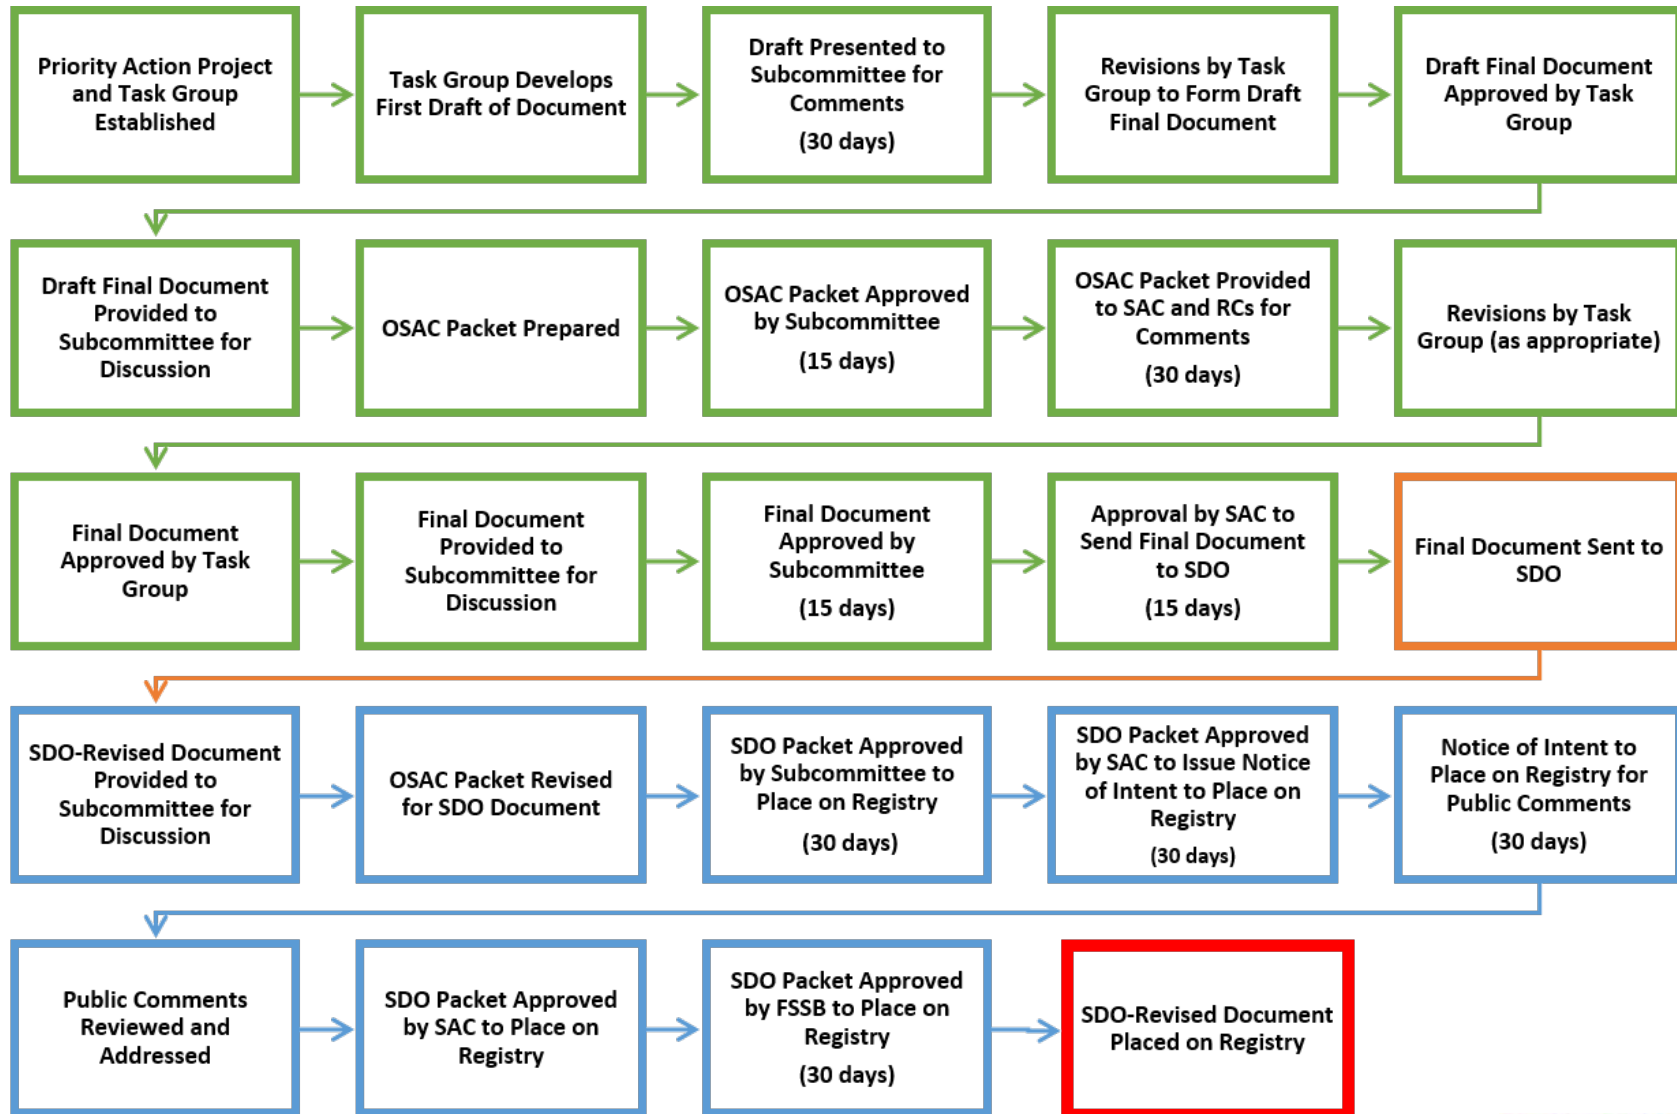 Priority Action Project
and Task Group
Established
Task Group Develops
First Draft of Document
Draft Presented to
Subcommittee for
Comments
(30 days)
Revisions by Task
Group to Form Draft
Final Document
Draft Final Document
Approved by Task
Group
Draft Final Document
Provided to
Subcommittee for
Discussion
OSAC Packet Prepared
OSAC Packet Approved
by Subcommittee
(15 days)
OSAC Packet Provided
to SAC and RCs for
Comments
(30 days)
Revisions by Task
Group (as appropriate)
Final Document
Approved by Task
Group
Final Document
Provided to
Subcommittee for
Discussion
Final Document
Approved by
Subcommittee
(15 days)
Approval by SAC to
Send Final Document
to SDO
(15 days)
Final Document Sent to
SDO
SDO-Revised Document
Provided to
Subcommittee for
Discussion
OSAC Packet Revised
for SDO Document
SDO Packet Approved
by Subcommittee to
Place on Registry
(30 days)
SDO Packet Approved
by SAC to Issue Notice
of Intent to Place on
Registry
(30 days)
Notice of Intent to
Place on Registry for
Public Comments
(30 days)
Public Comments
Reviewed and
Addressed
SDO Packet Approved
by SAC to Place on
Registry
SDO Packet Approved
by FSSB to Place on
Registry
(30 days)
SDO-Revised Document
Placed on Registry